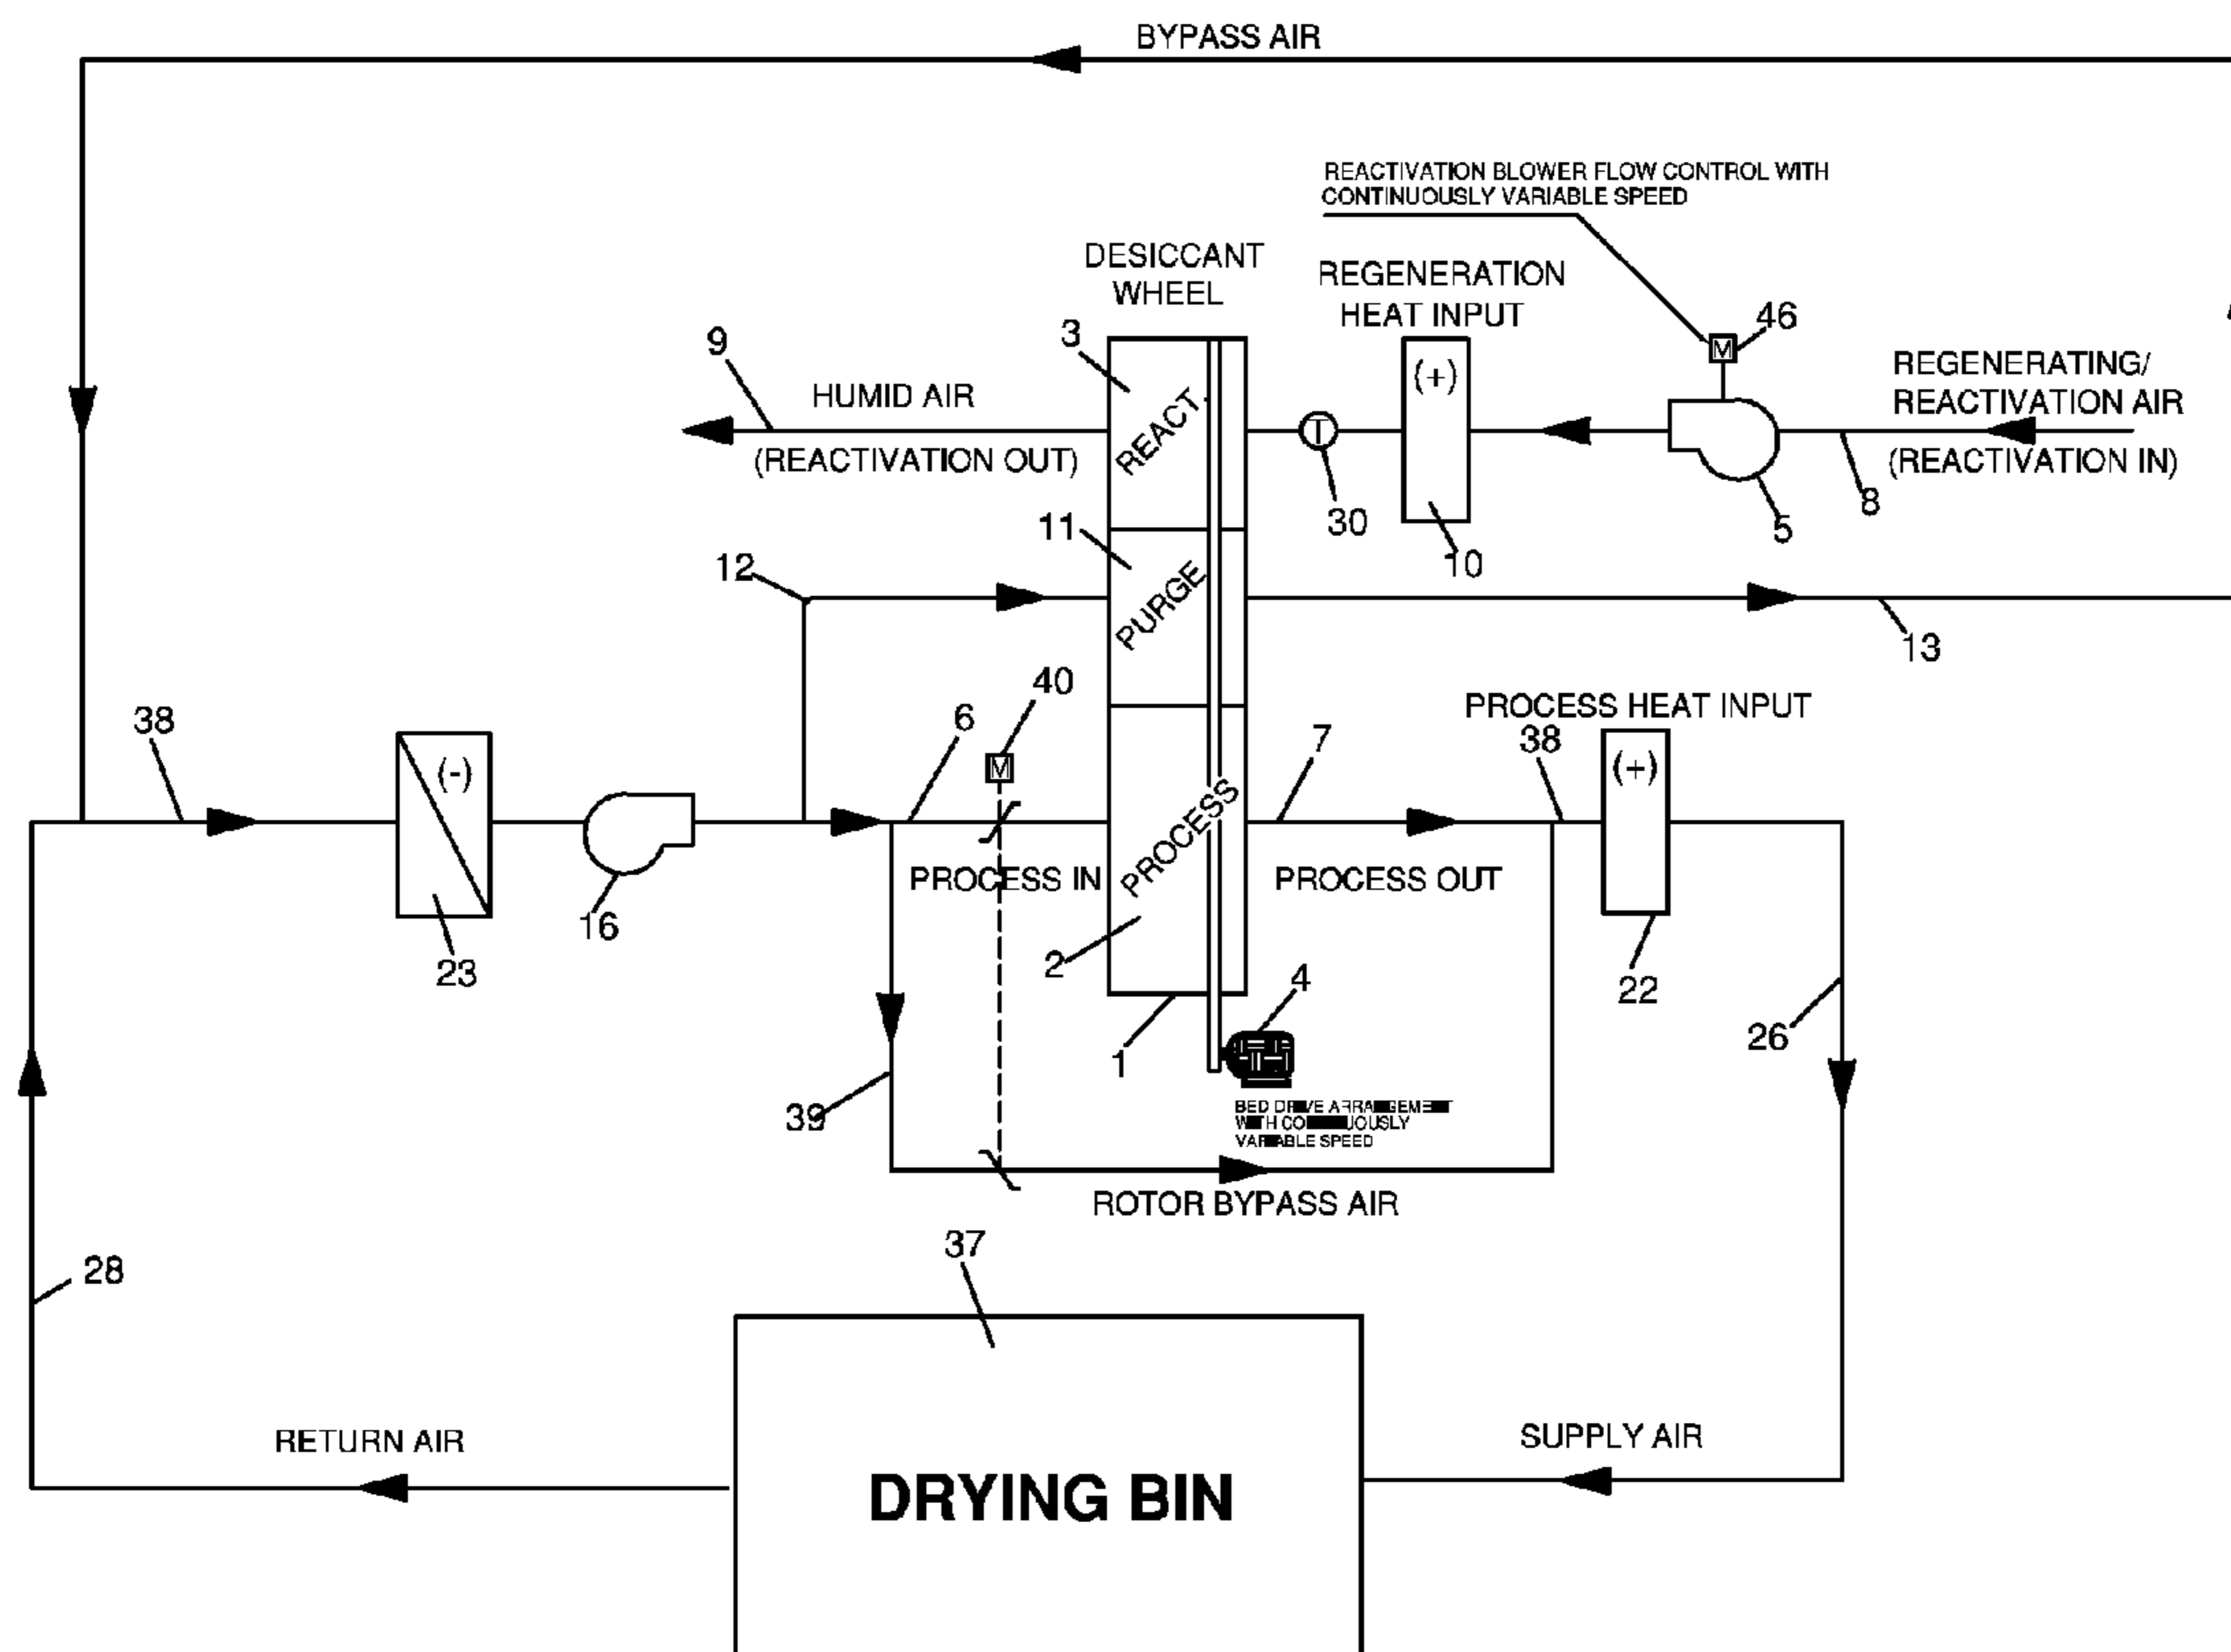 BYPASS AIR
REACTIVATION BLOWER FLOW CONTROL WITH
CONTINUOUSLY VARIABLE SPEED
DESICCANT
WHEEL
REGENERATION
HEAT INPUT
46
3
9
M
(+)
REGENERATING/
REACTIVATION AIR
HUMID AIR
REACT.
T
(REACTIVATION OUT)
(REACTIVATION IN)
8
30
5
11
10
12
PURGE
13
40
6
7
PROCESS HEAT INPUT
38
38
(-)
M
(+)
PROCESS
PROCESS IN
PROCESS OUT
16
23
2
4
22
26
1
39
BED DRIVE ARRANGEMENT
WITH CONTINUOUSLY
VARIABLE SPEED
ROTOR BYPASS AIR
37
28
RETURN AIR
SUPPLY AIR
DRYING BIN